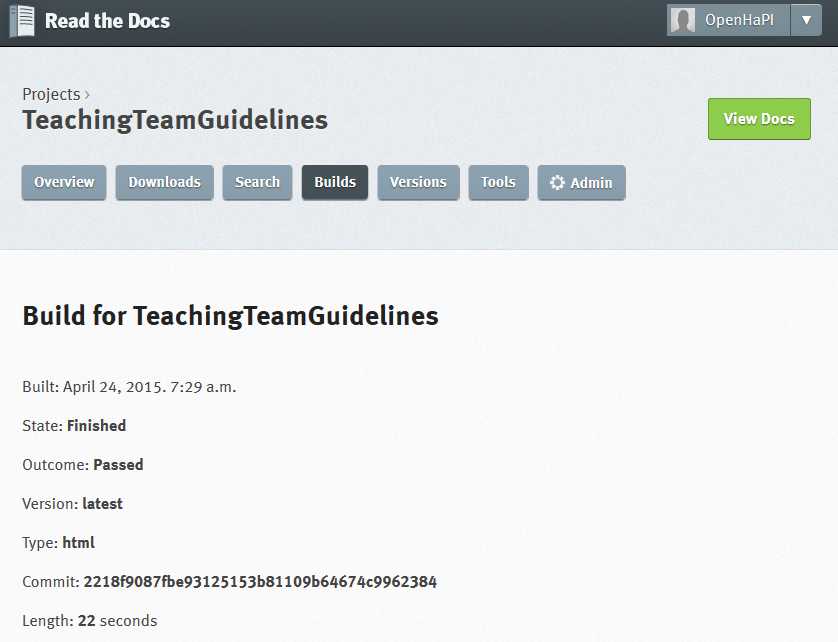 Read the Docs
OpenHaPI ▼
Projects ›
TeachingTeamGuidelines
View Docs
Overview Downloads Search Builds Versions Tools Admin
Build for TeachingTeamGuidelines
Built: April 24, 2015. 7:29 a.m.
State: Finished
Outcome: Passed
Version: latest
Type: html
Commit: 2218f9087fbe93125153b81109b64674c9962384
Length: 22 seconds